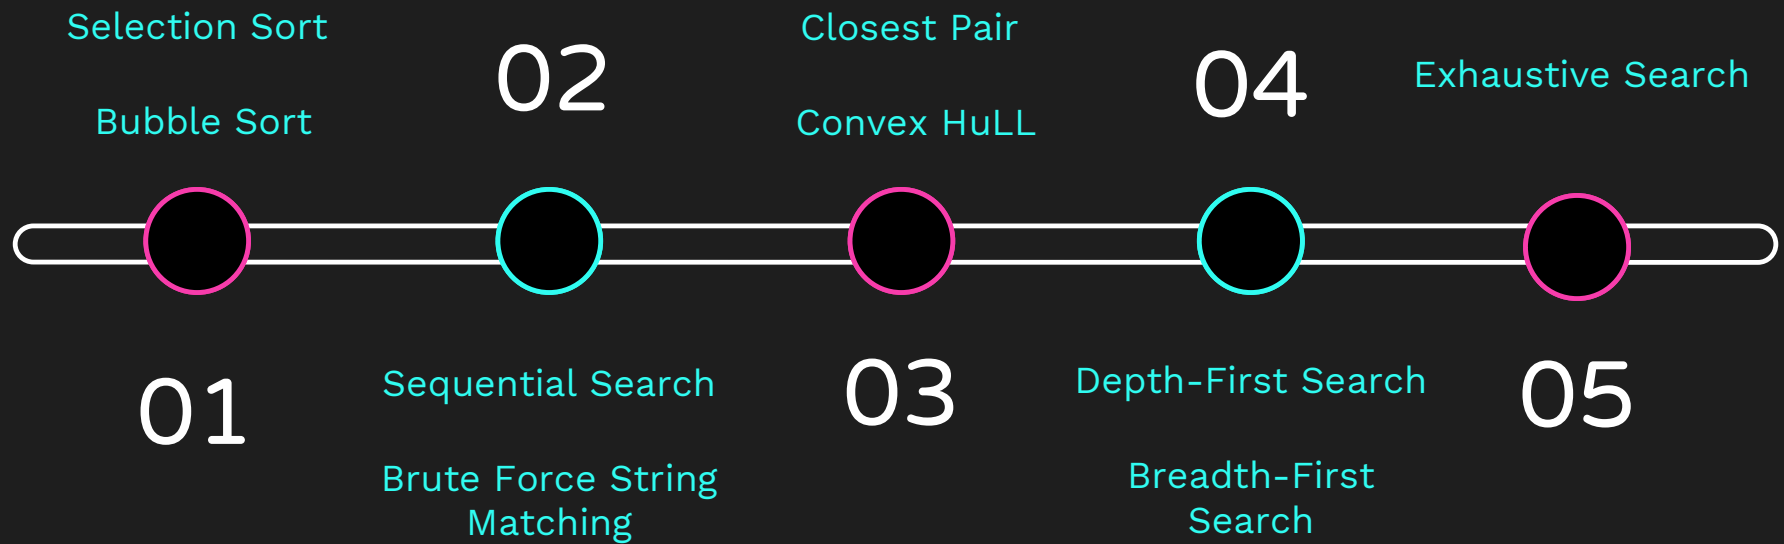 Selection Sort
Bubble Sort
01
02
Sequential Search
Brute Force String
Matching
Closest Pair
Convex HuLL
03
04
Depth-First Search
Breadth-First
Search
Exhaustive Search
05